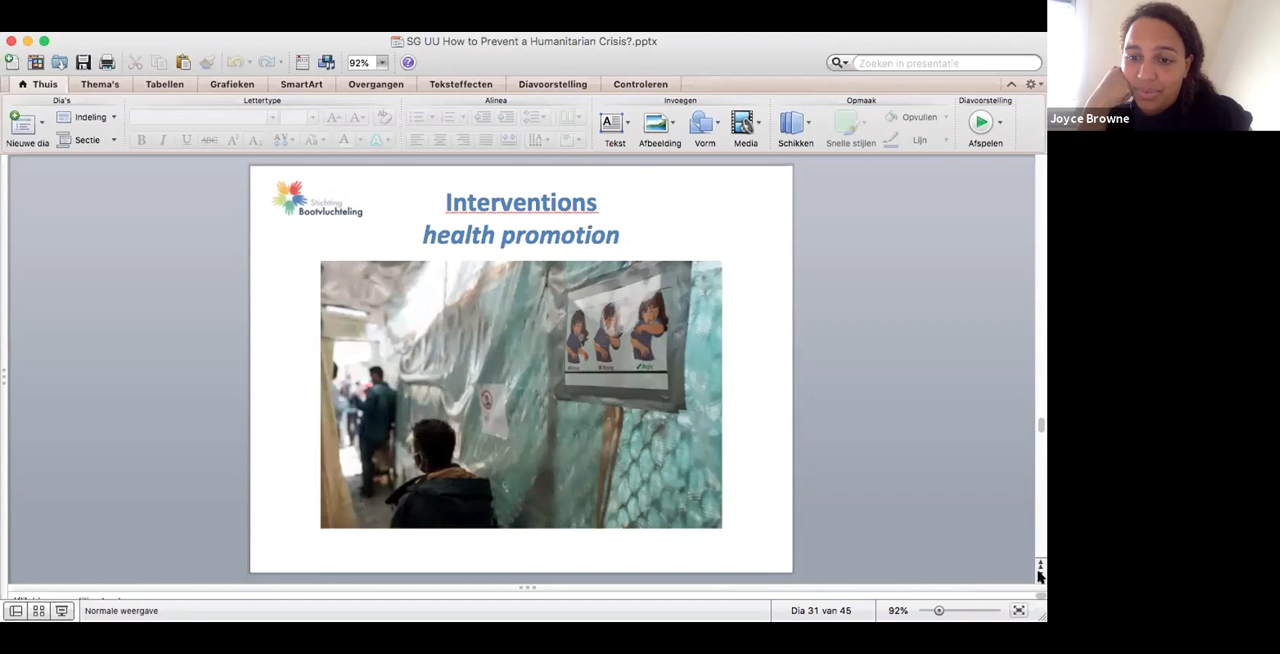 SG UU How to Prevent a Humanitarian Crisis?.pptx
92%
Zoeken in presentatie
Thuis Thema's Tabellen Grafieken SmartArt Overgangen Teksteffecten Diavoorstelling Controleren
Dia's Lettertype Alinea Invoegen Opmaak Diavoorstelling
Nieuwe dia
Indeling
Sectie
B I U ABC
Tekst Afbeelding Vorm Media Schikken Snelle stijlen Afspelen
Opvullen
Lijn
Joyce Browne
Stichting
Bootvluchteling
Interventions
health promotion
Normale weergave
Dia 31 van 45
92%